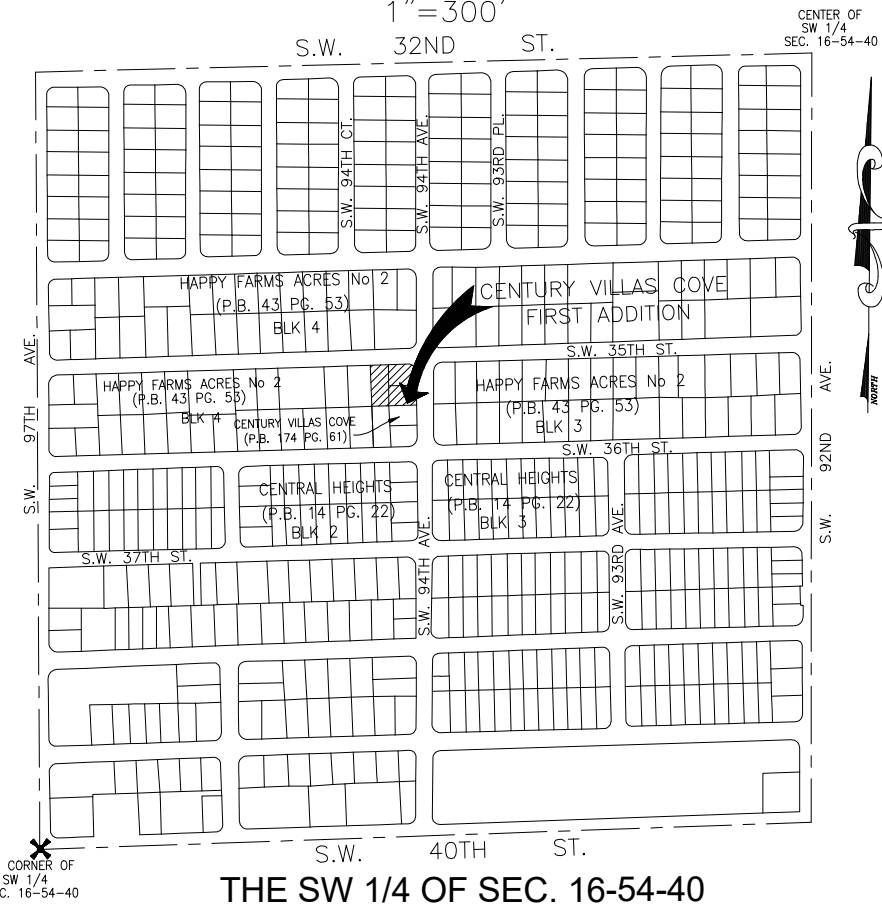 1"=300'
CENTER OF
SW 1/4
SEC. 16-54-40
S.W. 32ND ST.
S.W. 94TH CT.
S.W. 94TH AVE.
S.W. 93RD PL.
HAPPY FARMS ACRES No 2
(P.B. 43 PG. 53)
BLK 4
CENTURY VILLAS COVE
FIRST ADDITION
S.W. 35TH ST.
S.W. 97TH AVE.
HAPPY FARMS ACRES No 2
(P.B. 43 PG. 53)
BLK 4
CENTURY VILLAS COVE
(P.B. 174 PG. 61)
HAPPY FARMS ACRES No 2
(P.B. 43 PG. 53)
BLK 3
S.W. 92ND AVE.
NORTH
S.W. 36TH ST.
CENTRAL HEIGHTS
(P.B. 14 PG. 22)
BLK 2
CENTRAL HEIGHTS
(P.B. 14 PG. 22)
BLK 3
S.W. 37TH ST.
S.W. 94TH AVE.
S.W. 93RD AVE.
S.W. 40TH ST.
CORNER OF
SW 1/4
C. 16-54-40
THE SW 1/4 OF SEC. 16-54-40